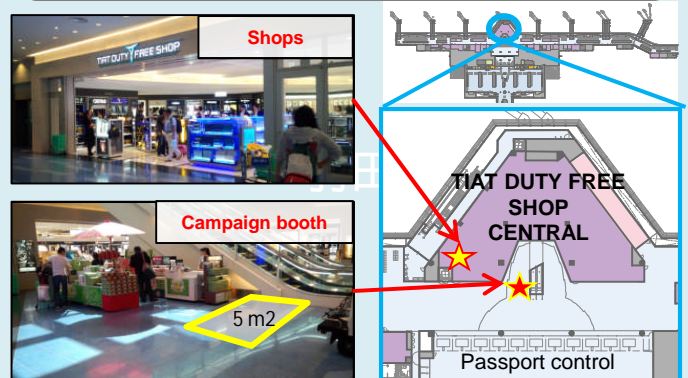 Shops
TIAT DUTY FREE SHOP
Campaign booth
5 m2
TIAT DUTY FREE
SHOP
CENTRAL
Passport control